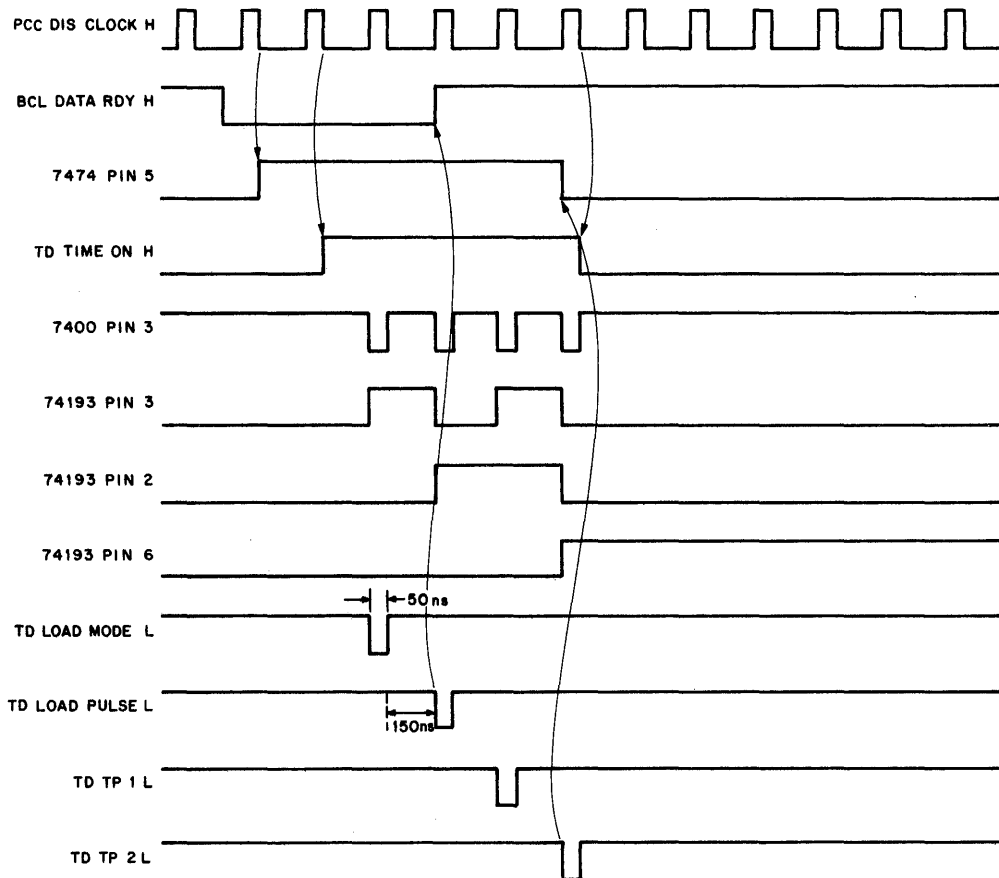 PCC DIS CLOCK H
BCL DATA RDY H
7474 PIN 5
TD TIME ON H
7400 PIN 3
74193 PIN 3
74193 PIN 2
74193 PIN 6
50ns
TD LOAD MODE L
TD LOAD PULSE L
150ns
TD TP 1 L
TD TP 2 L